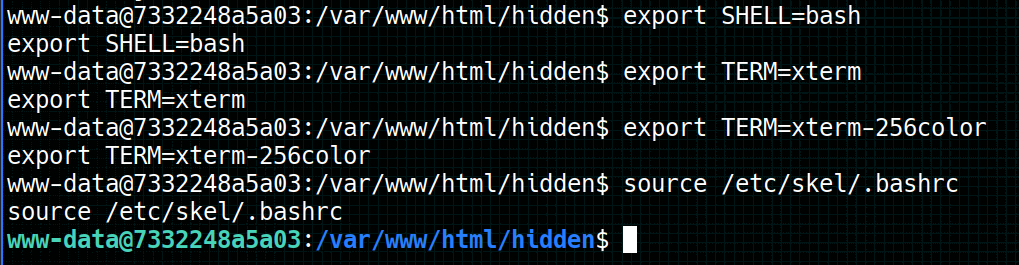 www-data@7332248a5a03:/var/www/html/hidden$ export SHELL=bash
export SHELL=bash
www-data@7332248a5a03:/var/www/html/hidden$ export TERM=xterm
export TERM=xterm
www-data@7332248a5a03:/var/www/html/hidden$ export TERM=xterm-256color
export TERM=xterm-256color
www-data@7332248a5a03:/var/www/html/hidden$ source /etc/skel/.bashrc
source /etc/skel/.bashrc
www-data@7332248a5a03:/var/www/html/hidden$